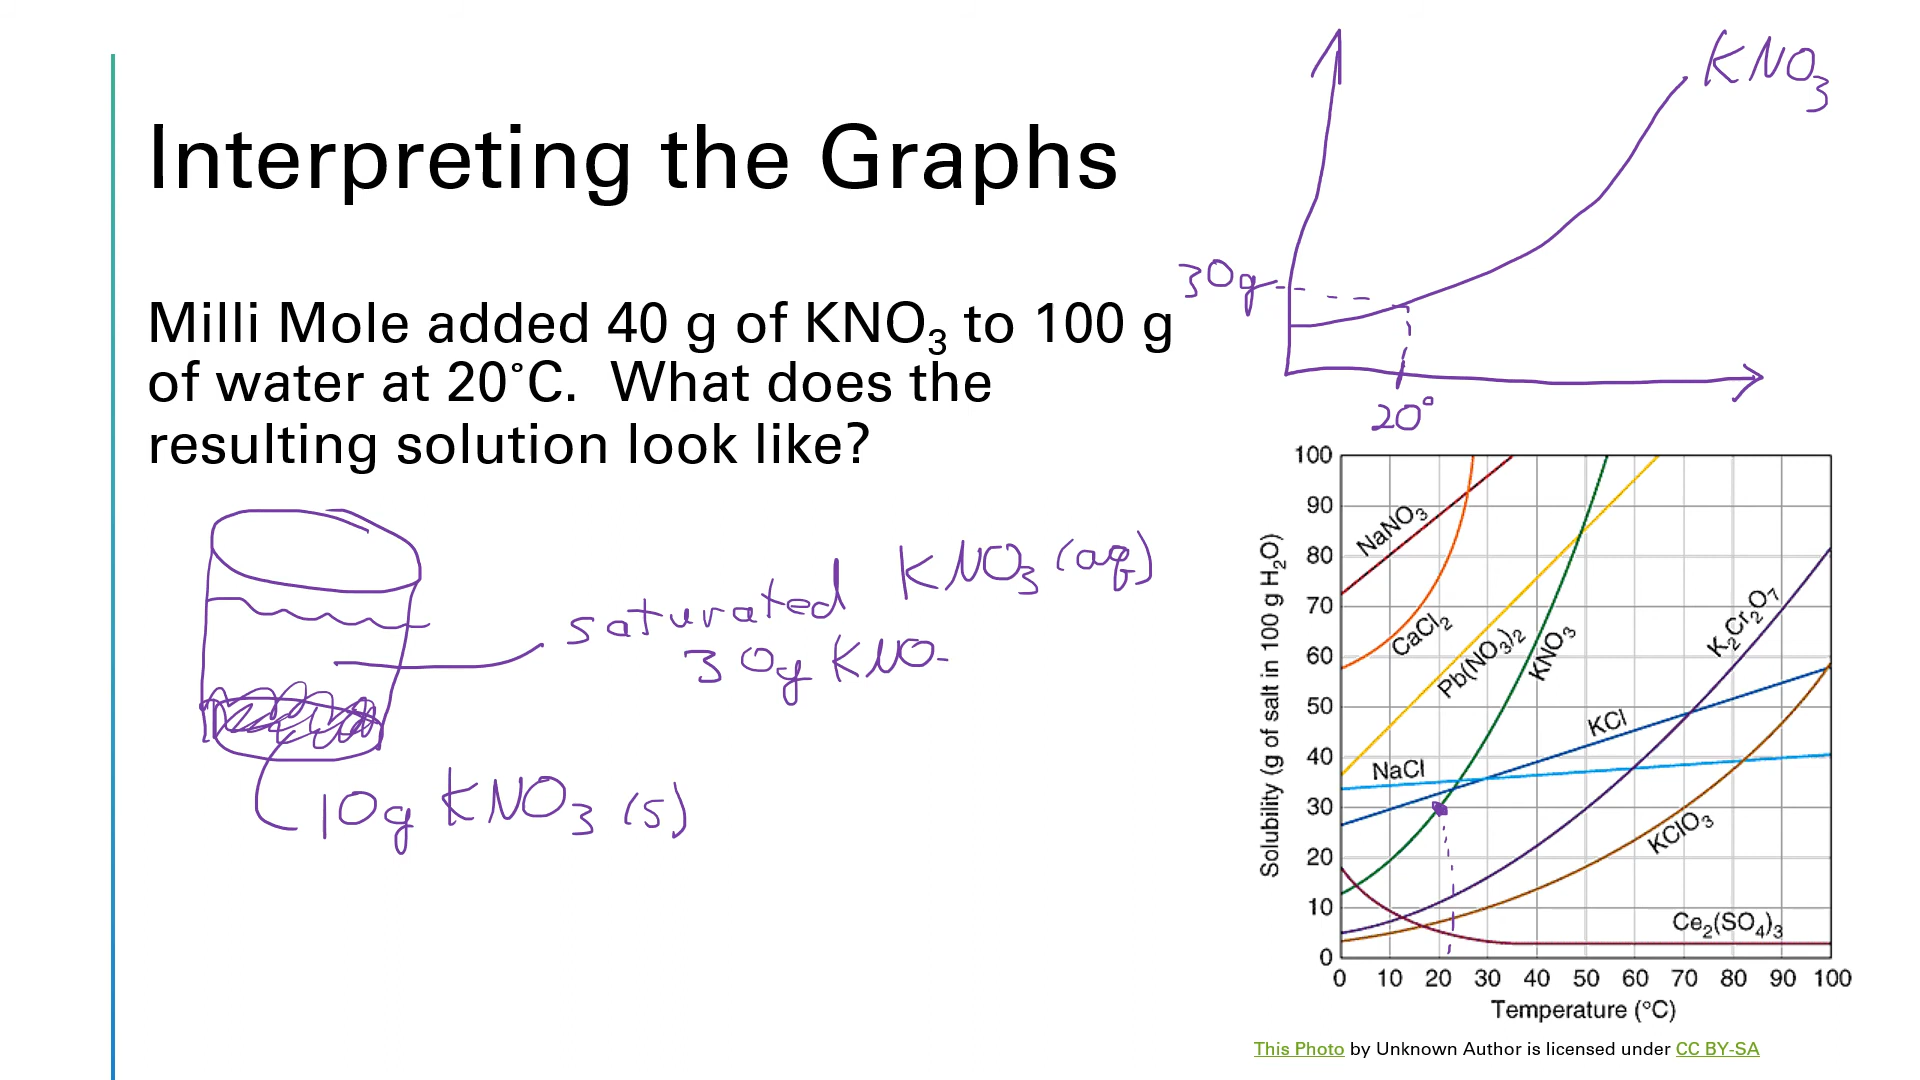 Interpreting the Graphs
Milli Mole added 40 g of KNO₃ to 100 g
of water at 20°C. What does the
resulting solution look like?
KNO₃
30g
20°
saturated KNO₃ (aq)
30g KNO-
10g KNO₃ (s)
Solubility (g of salt in 100 g H₂O)
100
90
80
70
60
50
40
30
20
10
0
NaNO₃
CaCl₂
Pb(NO₃)₂
KNO₃
K₂Cr₂O₇
KCl
NaCl
KClO₃
Ce₂(SO₄)₃
0 10 20 30 40 50 60 70 80 90 100
Temperature (°C)
This Photo by Unknown Author is licensed under CC BY-SA